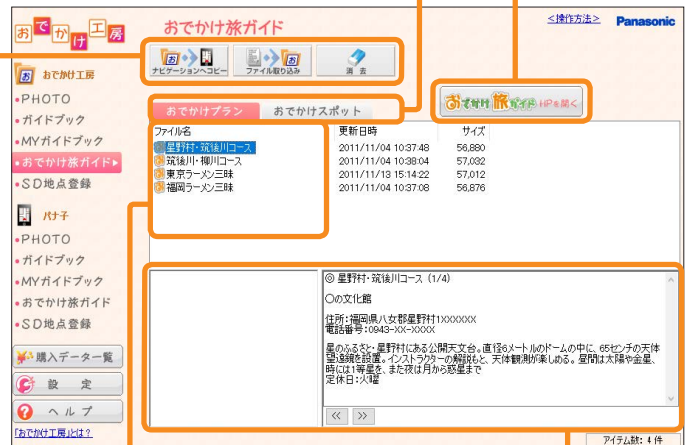 おでかけ工房
おでかけ旅ガイド
<操作方法>
Panasonic
ナビゲーションへコピー
ファイル取り込み
消去
おでかけ旅ガイド HPを開く
おでかけ工房
•PHOTO
•ガイドブック
•MYガイドブック
•おでかけ旅ガイド▶
•SD地点登録
パナ子
•PHOTO
•ガイドブック
•MYガイドブック
•おでかけ旅ガイド
•SD地点登録
購入データ一覧
設 定
ヘルプ
「おでかけ工房」とは?
おでかけプラン おでかけスポット
ファイル名 更新日時 サイズ
星野村・筑後川コース 2011/11/04 10:37:48 56,880
筑後川・柳川コース 2011/11/04 10:38:04 57,032
東京ラーメン三昧 2011/11/13 15:14:22 57,012
福岡ラーメン三昧 2011/11/04 10:37:08 56,876
◎ 星野村・筑後川コース (1/4)
〇の文化館
住所:福岡県八女郡星野村1XXXXXX
電話番号:0943-XX-XXXX
星のふるさと・星野村にある公開天文台。直径6メートルのドームの中に、65センチの天体
望遠鏡を設置。インストラクターの解説もと、天体観測が楽しめる。昼間は太陽や金星、
時には1等星を、また夜は月から惑星まで
定休日:火曜
<< >>
アイテム数: 4 件